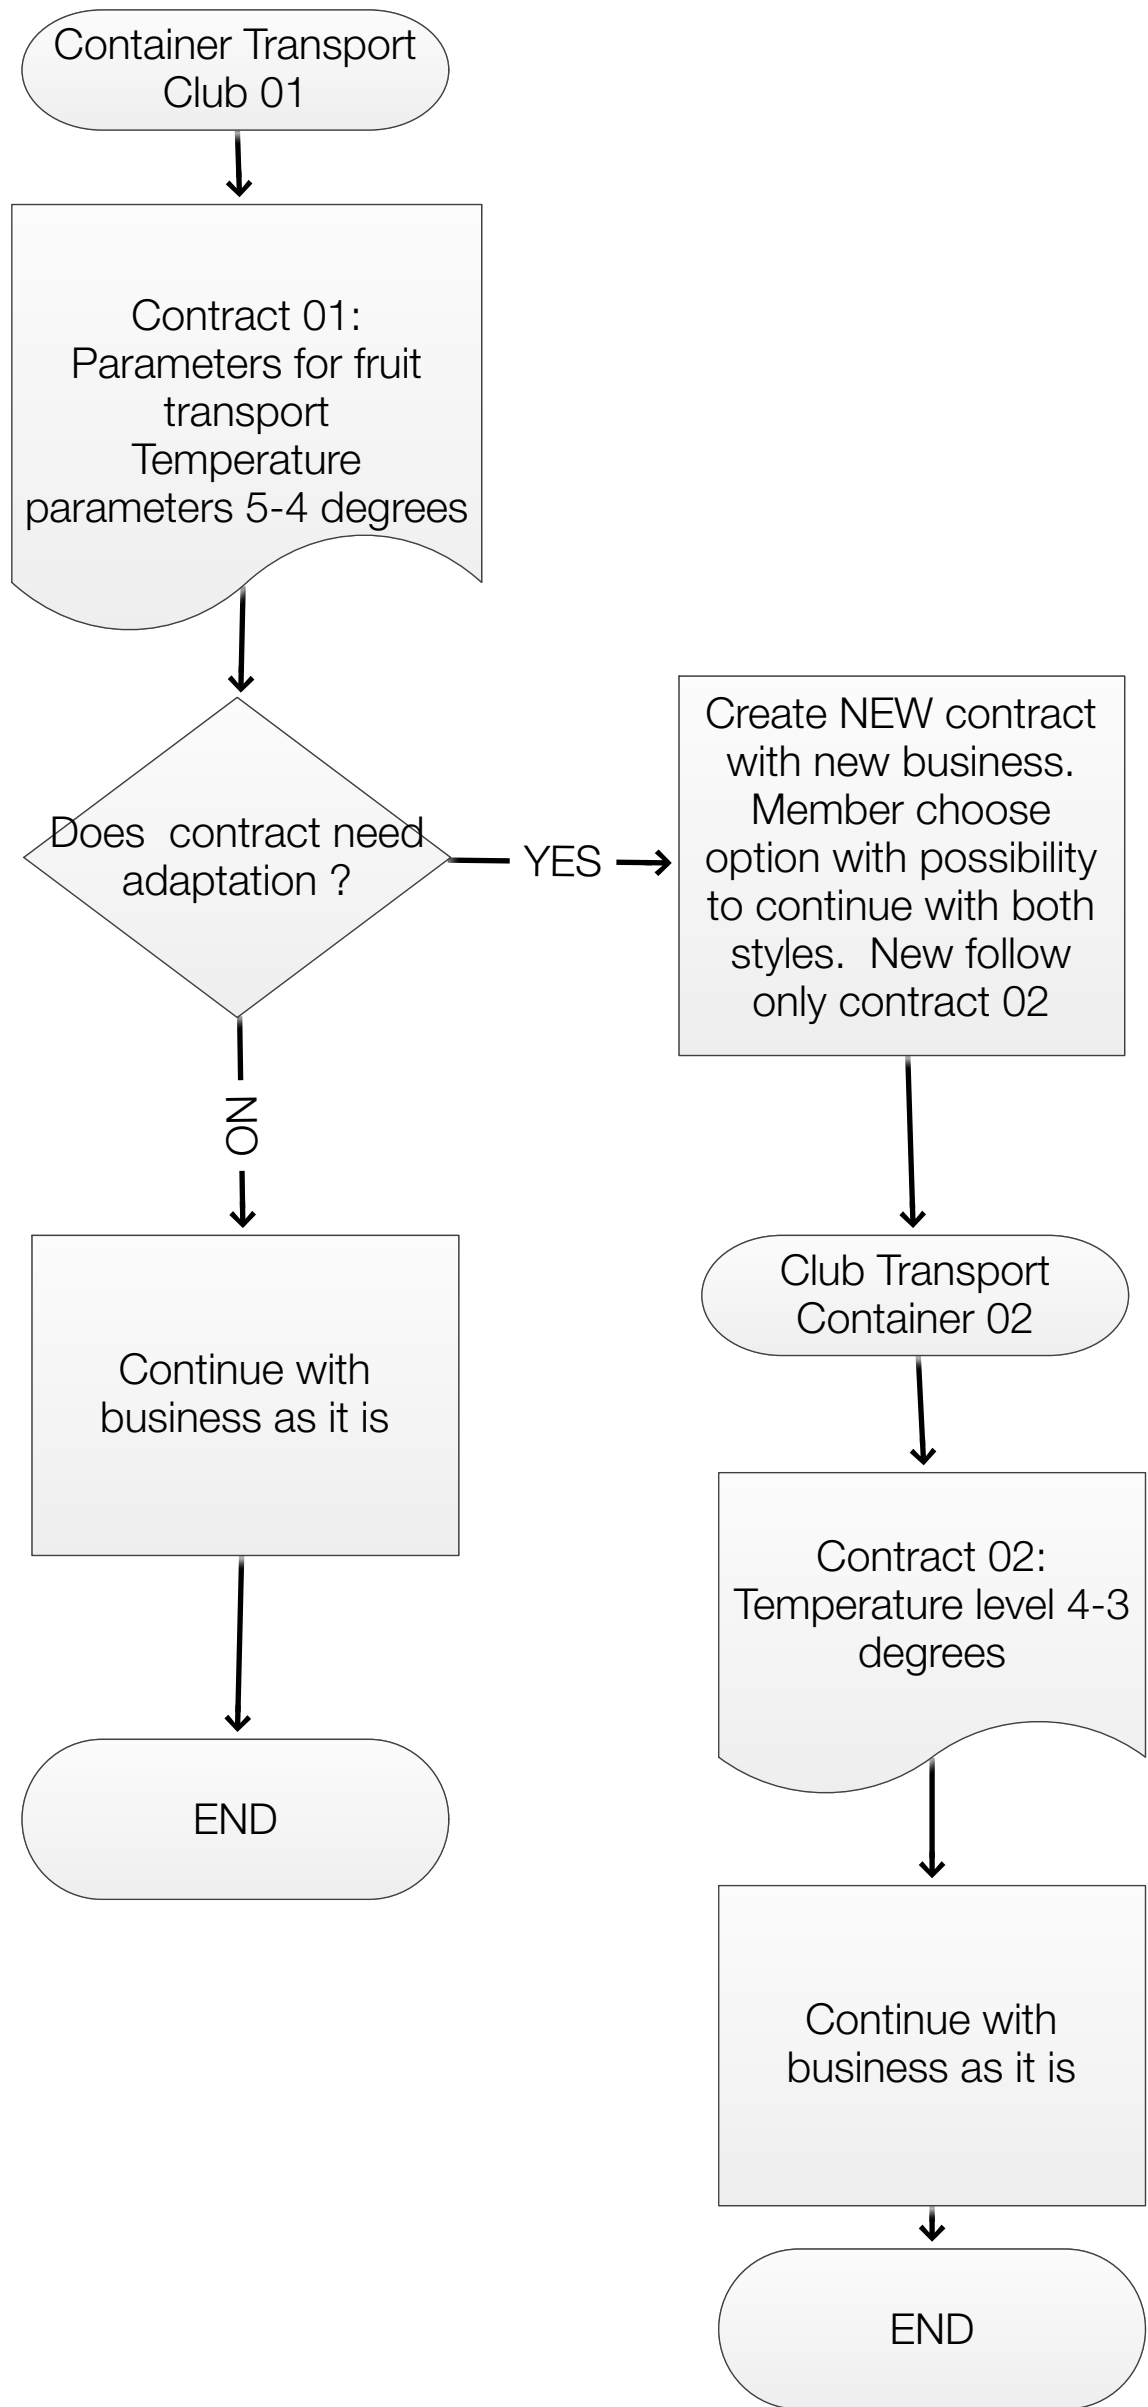 Container Transport
Club 01
Contract 01:
Parameters for fruit
transport
Temperature
parameters 5-4 degrees
Does  contract need
adaptation ?
YES
Create NEW contract
with new business.
Member choose
option with possibility
to continue with both
styles.  New follow
only contract 02
NO
Continue with
business as it is
END
Club Transport
Container 02
Contract 02:
Temperature level 4-3
degrees
Continue with
business as it is
END